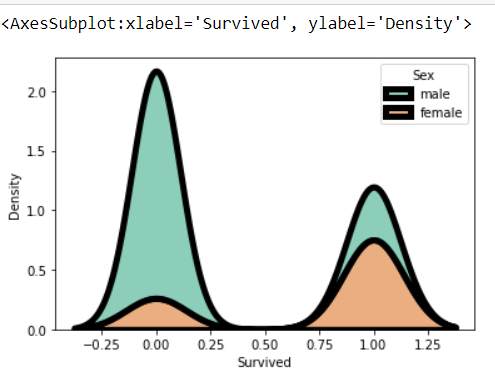 <AxesSubplot:xlabel='Survived', ylabel='Density'>
Sex
male
female
Density
2.0
1.5
1.0
0.5
0.0
−0.25 0.00 0.25 0.50 0.75 1.00 1.25
Survived